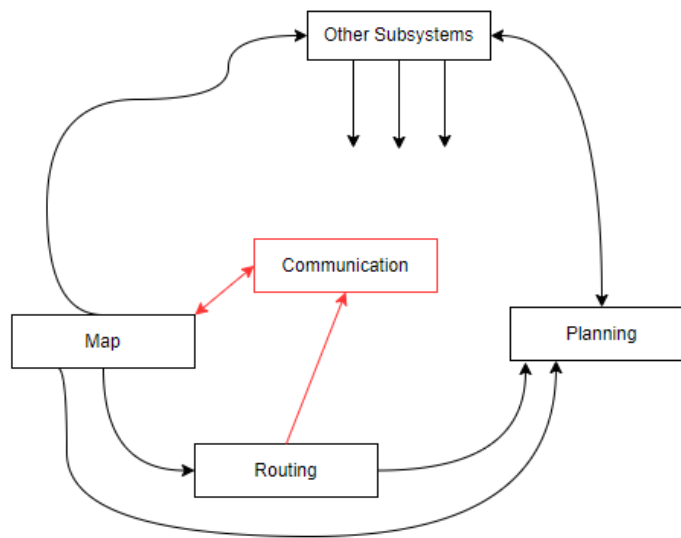 Other Subsystems
Communication
Map
Planning
Routing